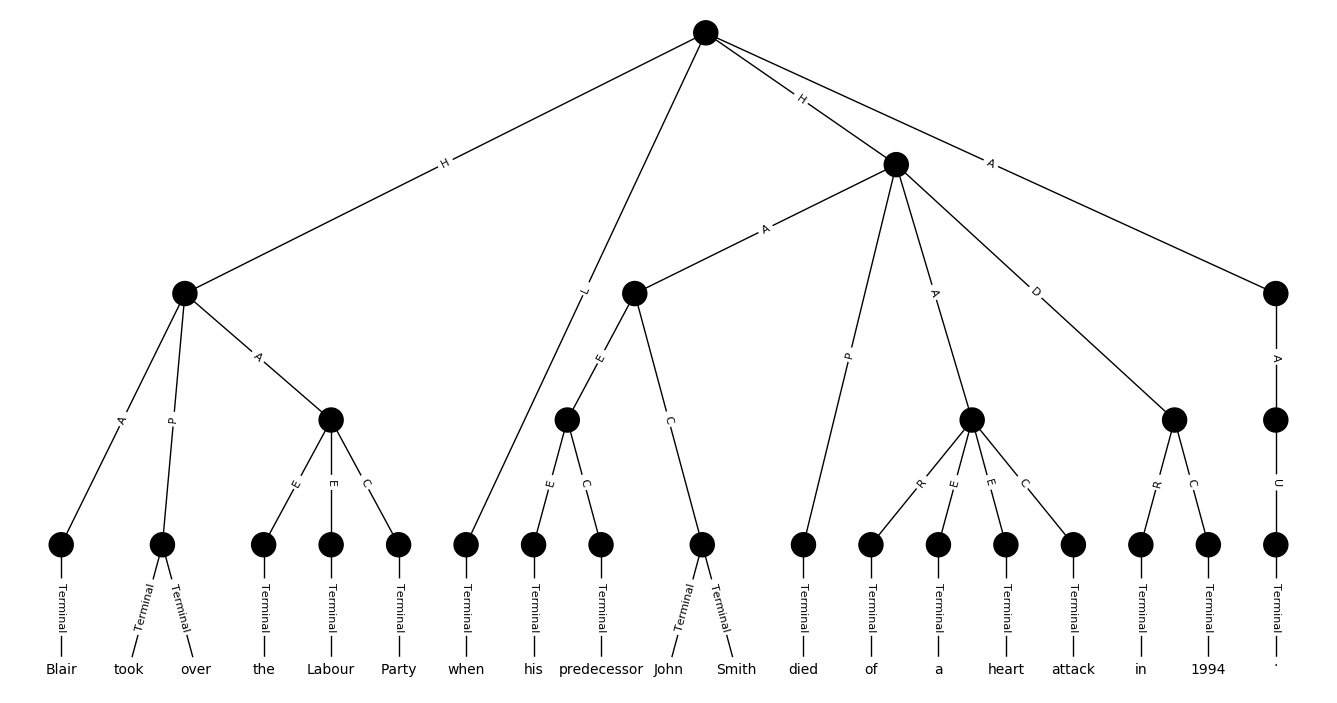 H
A
H
L
A
A
A
D
A
E
P
A
A
P
C
E
E
C
E
C
R
E
E
C
R
C
U
Terminal Terminal Terminal Terminal Terminal Terminal Terminal Terminal Terminal Terminal Terminal Terminal Terminal Terminal Terminal Terminal Terminal Terminal Terminal
Blair took over the Labour Party when his predecessor John Smith died of a heart attack in 1994 .